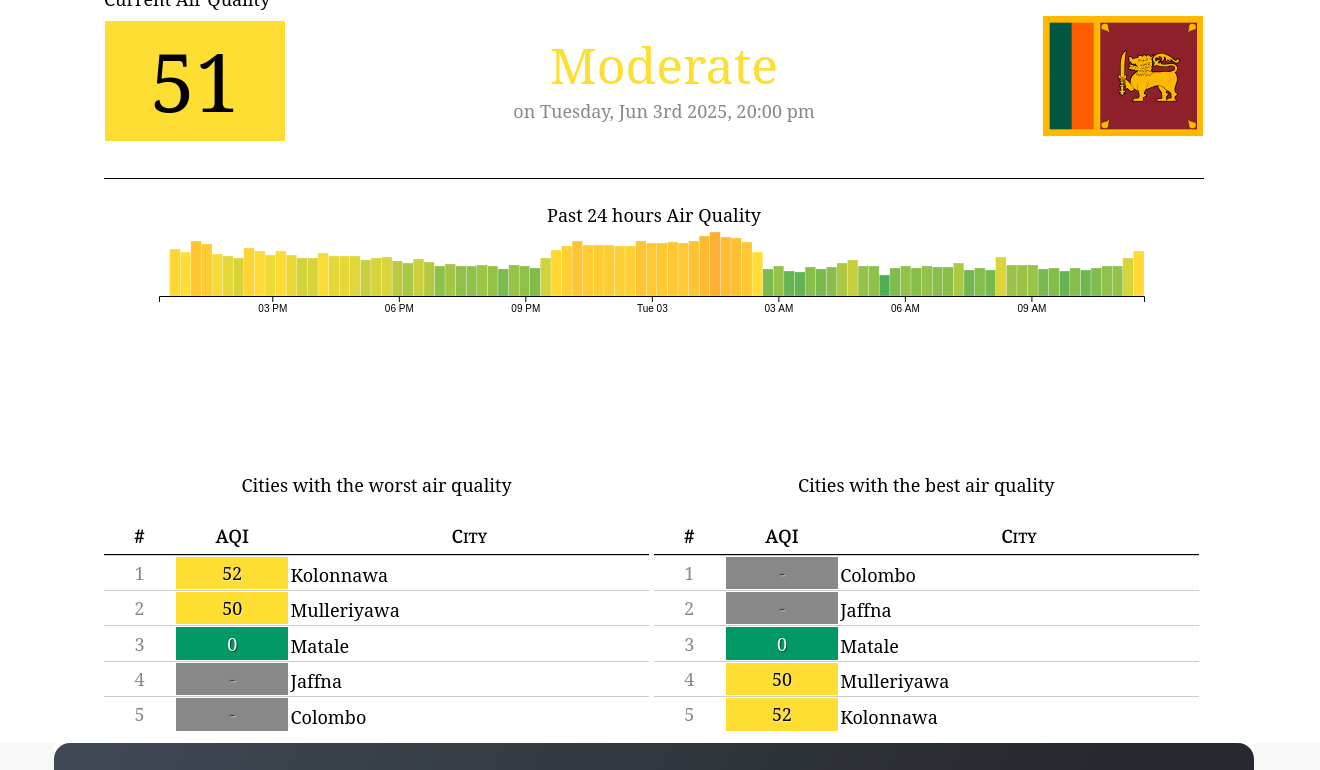 Current Air Quality
51
Moderate
on Tuesday, Jun 3rd 2025, 20:00 pm
Past 24 hours Air Quality
03 PM 06 PM 09 PM Tue 03 03 AM 06 AM 09 AM
Cities with the worst air quality
# AQI City
1 52 Kolonnawa
2 50 Mulleriyawa
3 0 Matale
4 - Jaffna
5 - Colombo
Cities with the best air quality
# AQI City
1 - Colombo
2 - Jaffna
3 0 Matale
4 50 Mulleriyawa
5 52 Kolonnawa